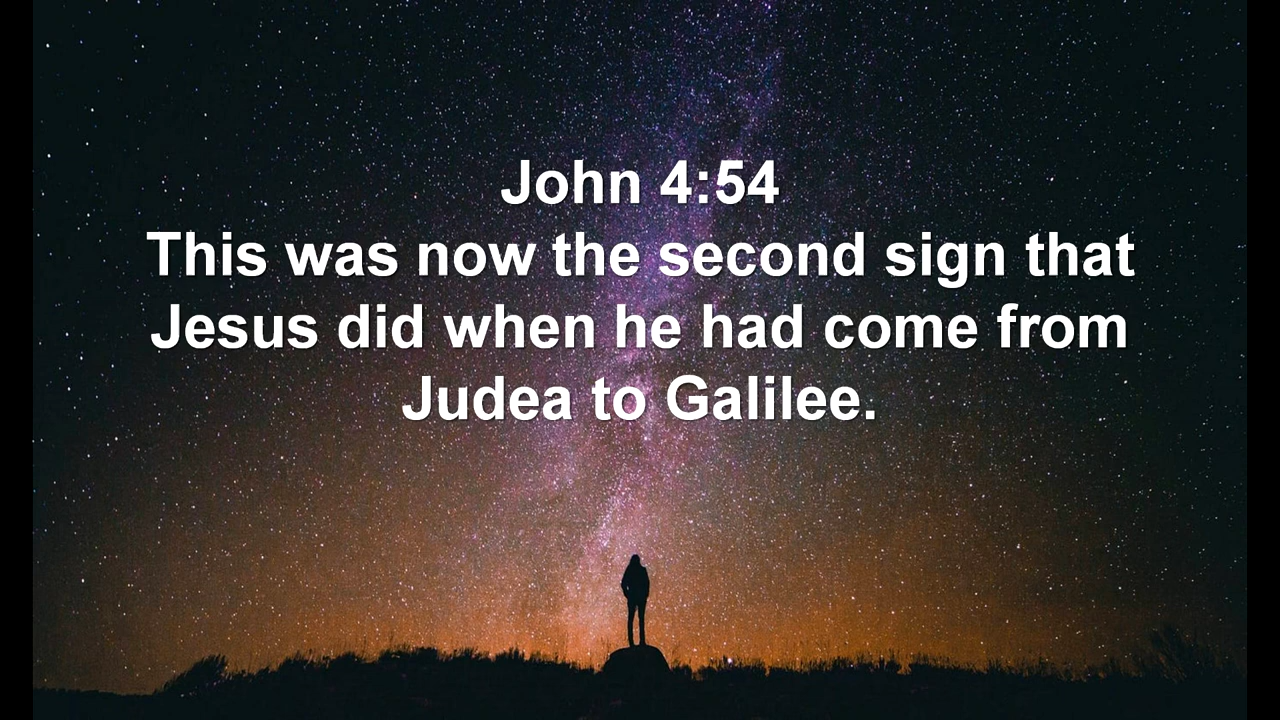 John 4:54
This was now the second sign that
Jesus did when he had come from
Judea to Galilee.